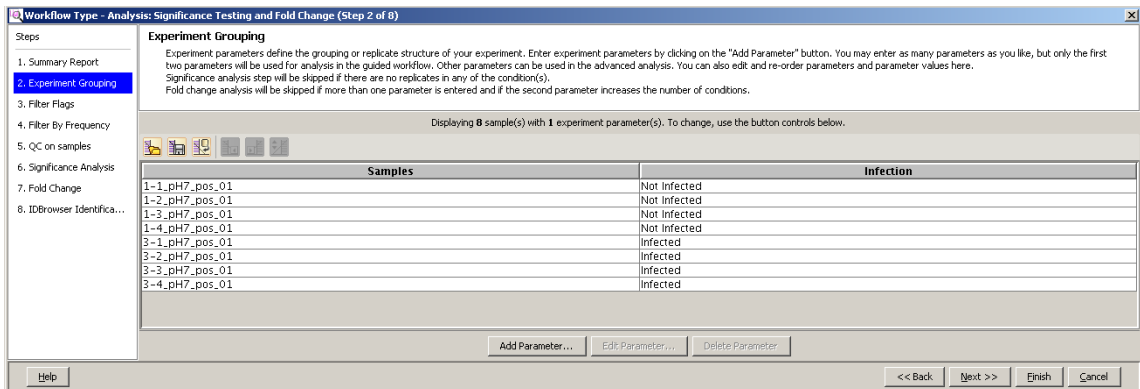 Workflow Type - Analysis: Significance Testing and Fold Change (Step 2 of 8)
Steps
1. Summary Report
2. Experiment Grouping
3. Filter Flags
4. Filter By Frequency
5. QC on samples
6. Significance Analysis
7. Fold Change
8. IDBrowser Identifica...
Experiment Grouping
Experiment parameters define the grouping or replicate structure of your experiment. Enter experiment parameters by clicking on the "Add Parameter" button. You may enter as many parameters as you like, but only the first
two parameters will be used for analysis in the guided workflow. Other parameters can be used in the advanced analysis. You can also edit and re-order parameters and parameter values here.
Significance analysis step will be skipped if there are no replicates in any of the condition(s).
Fold change analysis will be skipped if more than one parameter is entered and if the second parameter increases the number of conditions.
Displaying 8 sample(s) with 1 experiment parameter(s). To change, use the button controls below.
Samples Infection
1-1_pH7_pos_01 Not Infected
1-2_pH7_pos_01 Not Infected
1-3_pH7_pos_01 Not Infected
1-4_pH7_pos_01 Not Infected
3-1_pH7_pos_01 Infected
3-2_pH7_pos_01 Infected
3-3_pH7_pos_01 Infected
3-4_pH7_pos_01 Infected
Add Parameter... Edit Parameter... Delete Parameter
Help << Back Next >> Finish Cancel